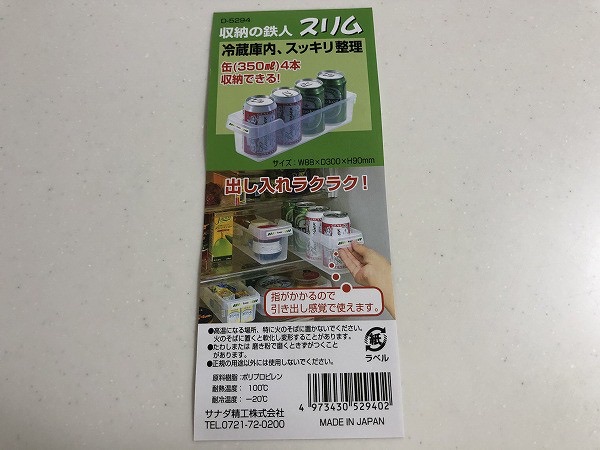 D-5294
収納の鉄人 スリム
冷蔵庫内、スッキリ整理
缶(350㎖)4本
収納できる!
サイズ:W88×D300×H90mm
出し入れラクラク!
指がかかるので
引き出し感覚で使えます。
●高温になる場所、特に火のそばに置かないでください。
火のそばに置くと軟化し変形することがあります。
●たわしまたは磨き粉で磨くときずがつくこと
があります。
●正規の用途以外には使用しないでください。
紙
ラベル
原料樹脂:ポリプロピレン
耐熱温度: 100℃
耐冷温度: −20℃
サナダ精工株式会社
TEL.0721-72-0200
4 973430 529402
MADE IN JAPAN